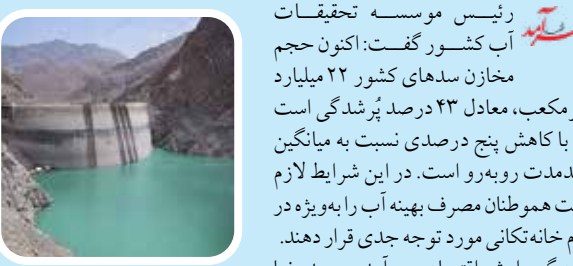 سرآمد
رئیس موسسه تحقیقات
آب کشور گفت: اکنون حجم
مخازن سدهای کشور ۲۲ میلیارد
مکعب، معادل ۴۳ درصد پُرشدگی است
با کاهش پنج درصدی نسبت به میانگین
روبه‌رو است. در این شرایط لازم
هموطنان مصرف بهینه آب را به‌ویژه در
خانه‌تکانی مورد توجه جدی قرار دهند.